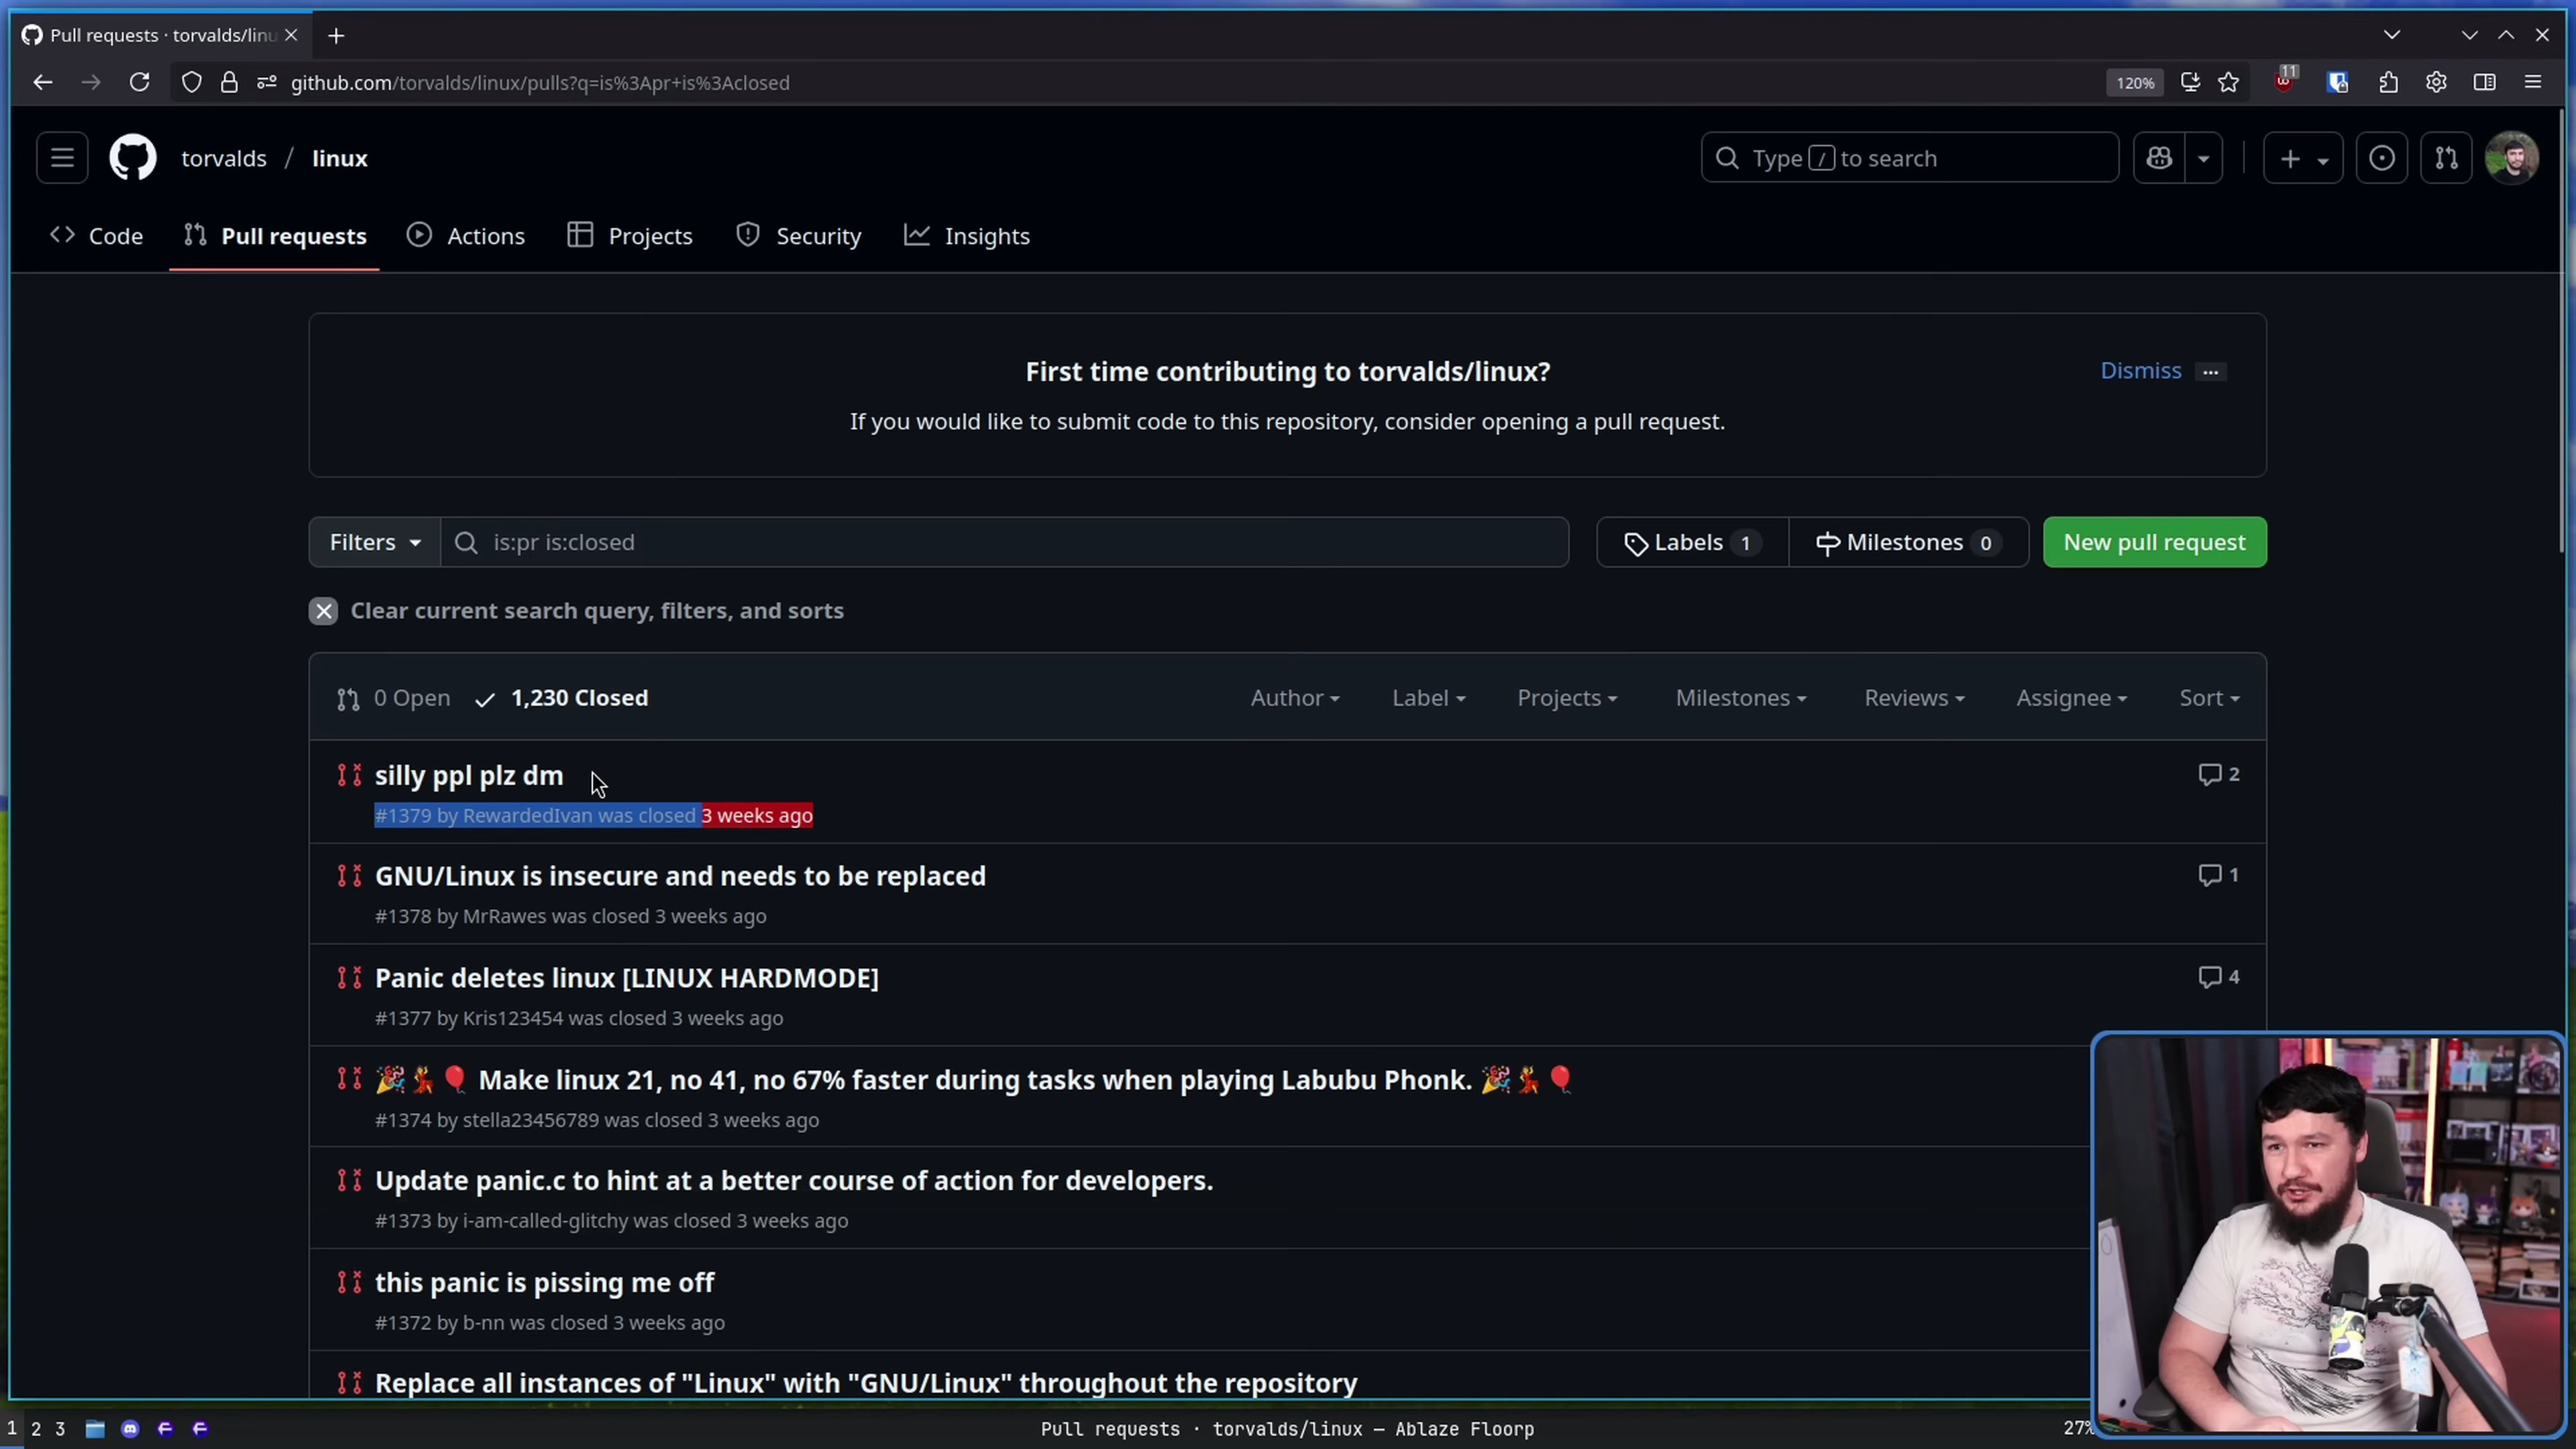 Pull requests · torvalds/linu
github.com/torvalds/linux/pulls?q=is%3Apr+is%3Aclosed
120%
11
torvalds / linux
Type / to search
Code
Pull requests
Actions
Projects
Security
Insights
First time contributing to torvalds/linux?
Dismiss
If you would like to submit code to this repository, consider opening a pull request.
Filters
is:pr is:closed
Labels 1
Milestones 0
New pull request
Clear current search query, filters, and sorts
0 Open
1,230 Closed
Author
Label
Projects
Milestones
Reviews
Assignee
Sort
silly ppl plz dm
2
#1379 by RewardedIvan was closed 3 weeks ago
GNU/Linux is insecure and needs to be replaced
1
#1378 by MrRawes was closed 3 weeks ago
Panic deletes linux [LINUX HARDMODE]
4
#1377 by Kris123454 was closed 3 weeks ago
🎉💃🎈 Make linux 21, no 41, no 67% faster during tasks when playing Labubu Phonk. 🎉💃🎈
#1374 by stella23456789 was closed 3 weeks ago
Update panic.c to hint at a better course of action for developers.
#1373 by i-am-called-glitchy was closed 3 weeks ago
this panic is pissing me off
#1372 by b-nn was closed 3 weeks ago
Replace all instances of "Linux" with "GNU/Linux" throughout the repository
1 2 3
Pull requests · torvalds/linux — Ablaze Floorp
27%